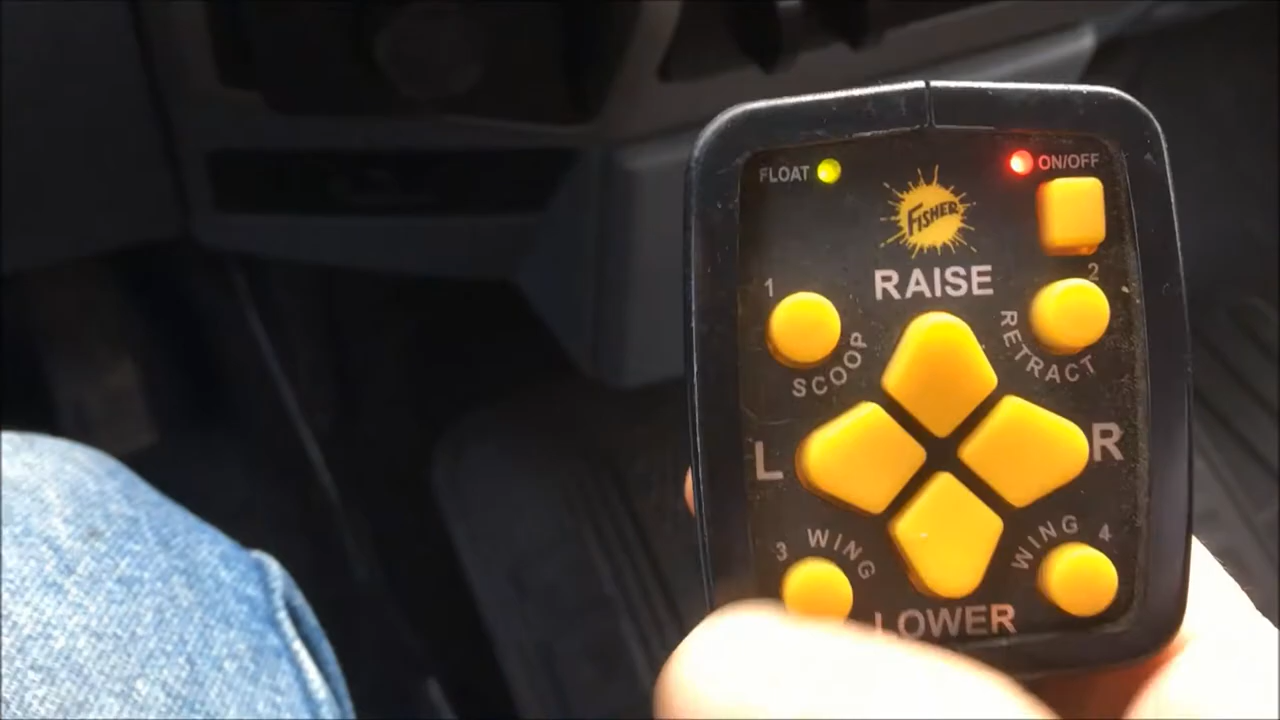 FLOAT
ON/OFF
FISHER
RAISE
1
2
SCOOP
RETRACT
L
R
3 WING
WING 4
LOWER